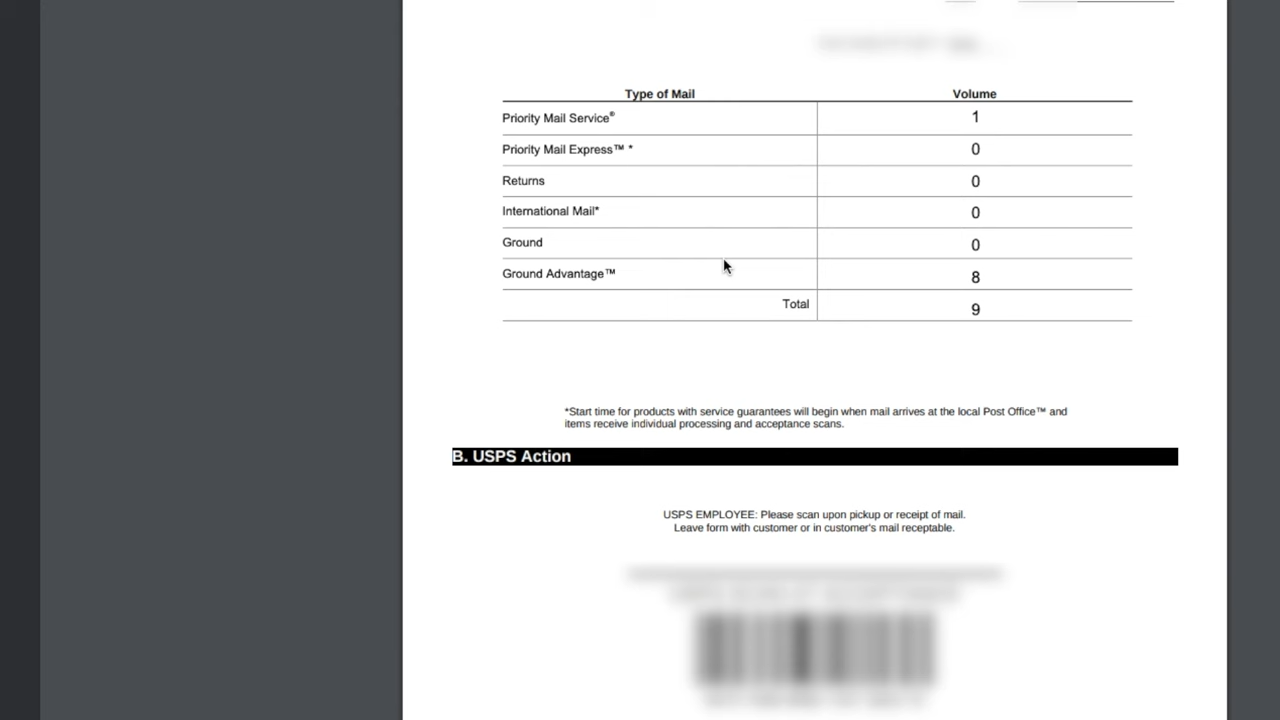 Type of Mail Volume
Priority Mail Service® 1
Priority Mail Express™ * 0
Returns 0
International Mail* 0
Ground 0
Ground Advantage™ 8
Total 9
*Start time for products with service guarantees will begin when mail arrives at the local Post Office™ and
items receive individual processing and acceptance scans.
B. USPS Action
USPS EMPLOYEE: Please scan upon pickup or receipt of mail.
Leave form with customer or in customer's mail receptable.